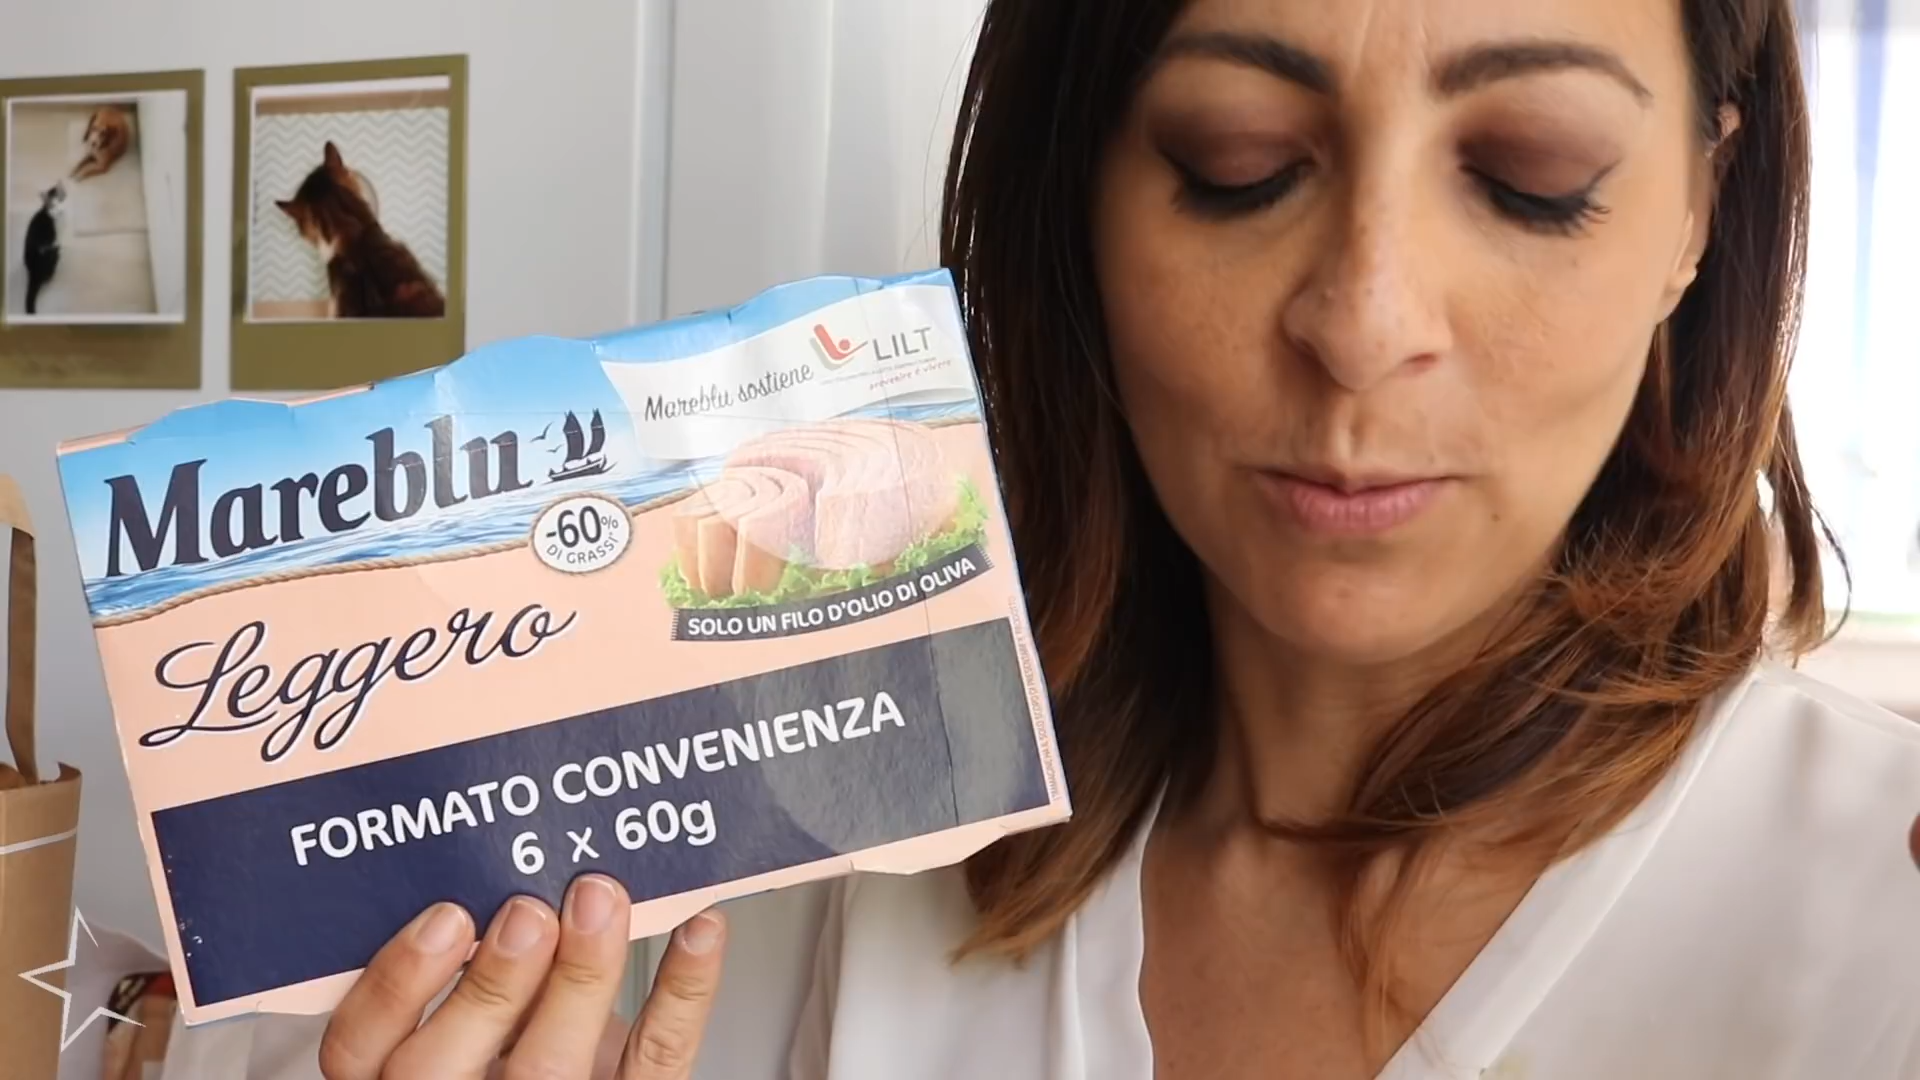 Mareblu sostiene
LILT
prevenire è vivere
Mareblu
-60%
DI GRASSI*
Leggero
SOLO UN FILO D'OLIO DI OLIVA
FORMATO CONVENIENZA
6 x 60g